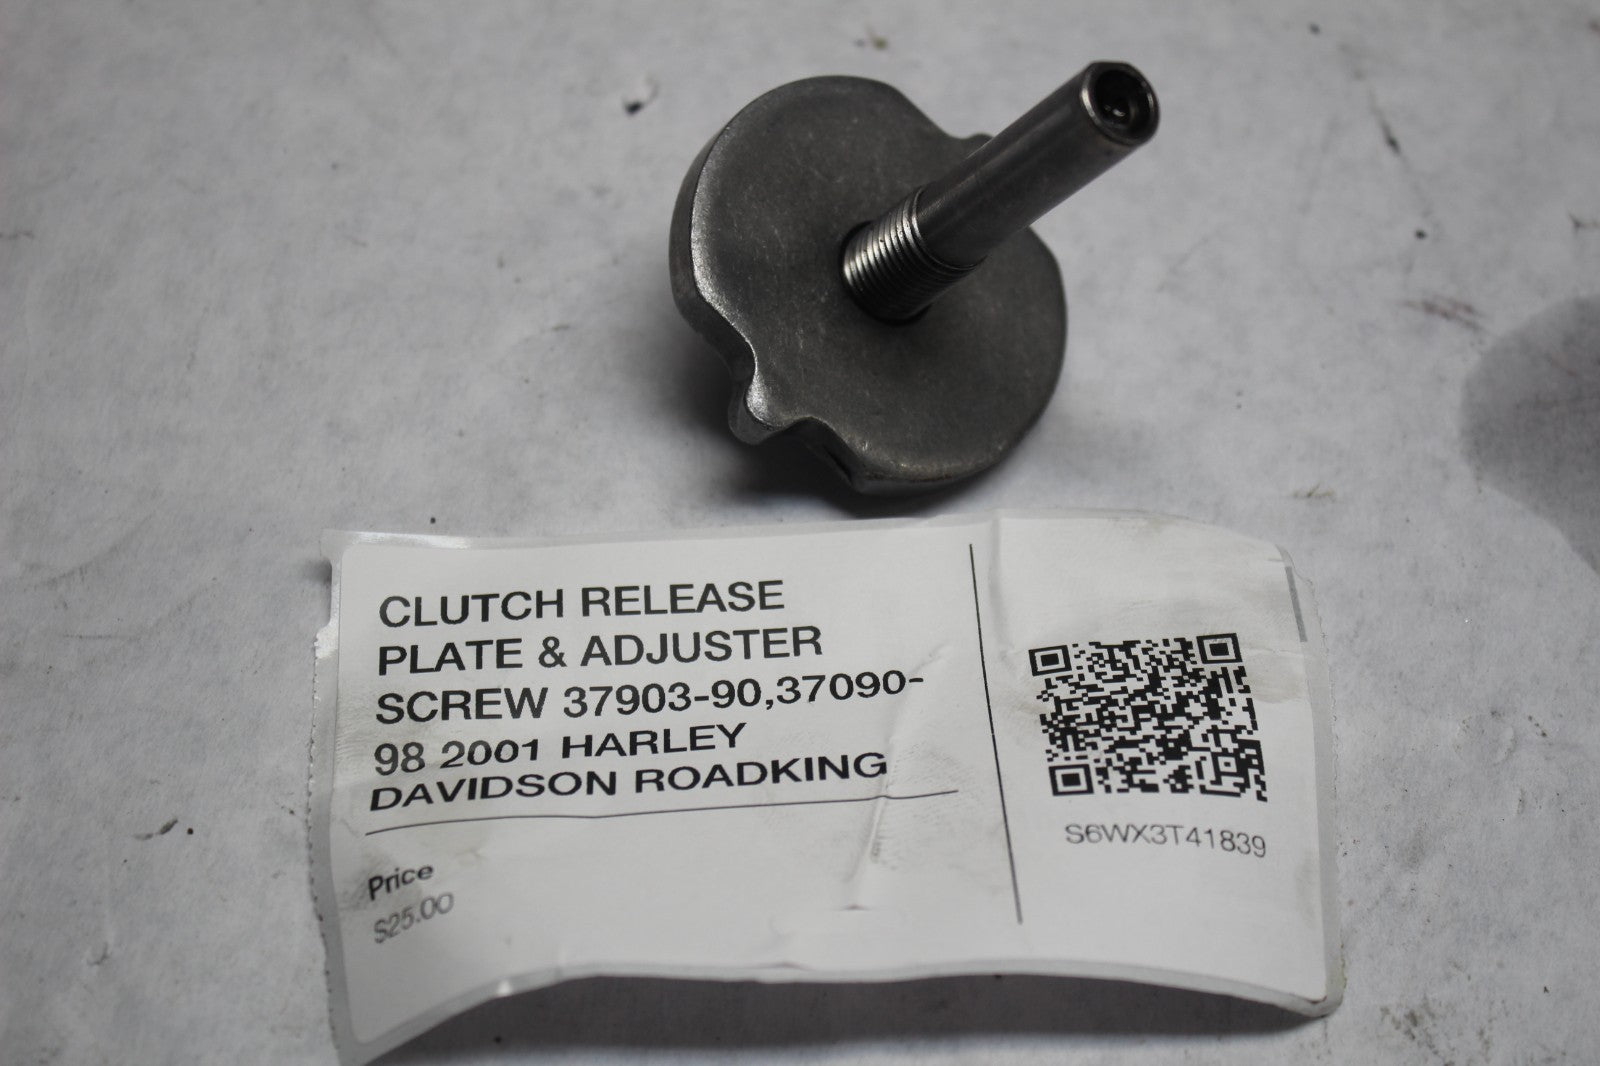 CLUTCH RELEASE
PLATE & ADJUSTER
SCREW 37903-90,37090-
98 2001 HARLEY
DAVIDSON ROADKING
Price
$25.00
S6WX3T41839